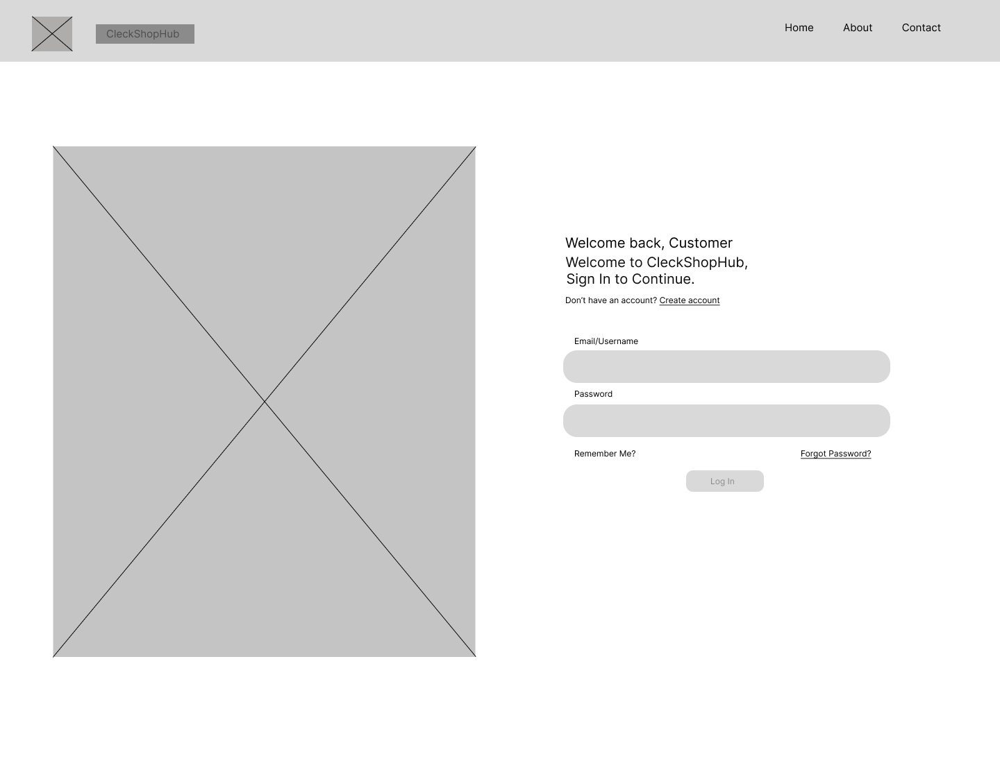 CleckShopHub
Home
About
Contact
Welcome back, Customer
Welcome to CleckShopHub,
Sign In to Continue.
Don’t have an account? Create account
Email/Username
Password
Remember Me?
Forgot Password?
Log In